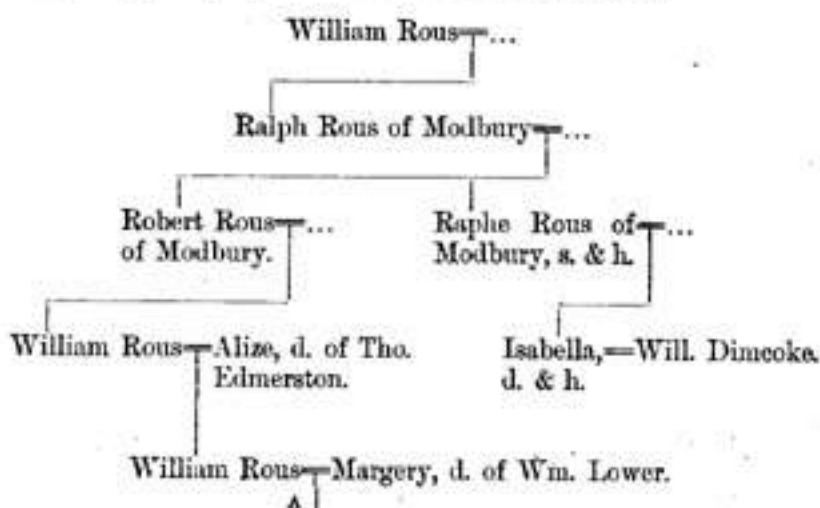 William Rous=...
Ralph Rous of Modbury=...
Robert Rous=...
of Modbury.
Raphe Rous of=...
Modbury, s. & h.
William Rous=Alize, d. of Tho.
Edmerston.
Isabella,=Will. Dimcoke.
d. & h.
William Rous=Margery, d. of Wm. Lower.
A